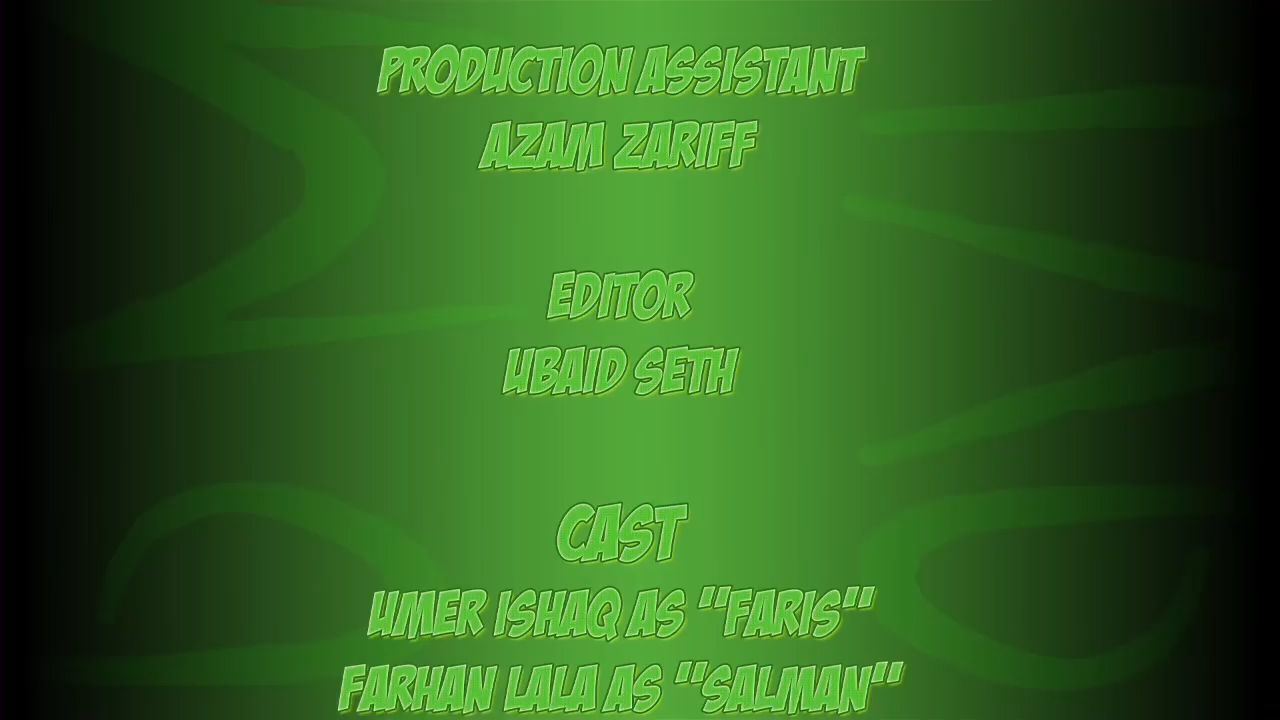 PRODUCTION ASSISTANT
AZAM ZARIFF
EDITOR
UBAID SETH
CAST
UMER ISHAQ AS "FARIS"
FARHAN LALA AS "SALMAN"